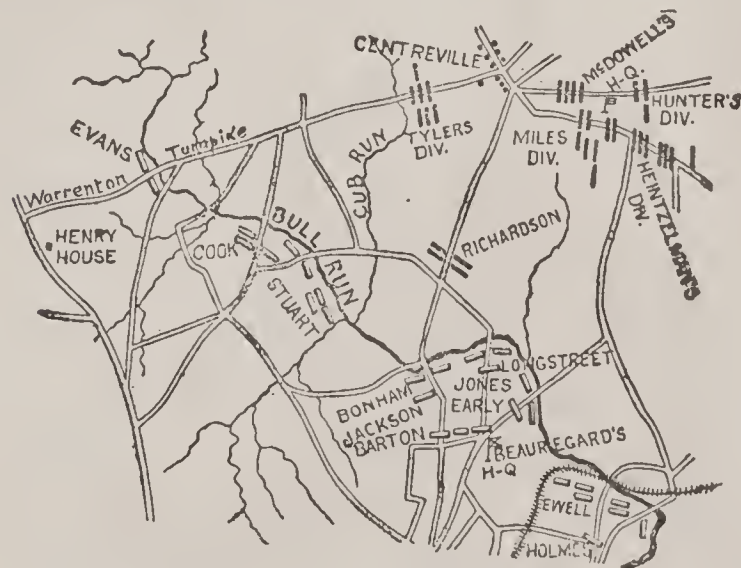 CENTREVILLE
McDOWELL'S
H-Q.
HUNTER'S
DIV.
TYLERS
DIV.
MILES
DIV.
HEINTZELMAN'S
DIV.
EVANS
Warrenton Turnpike
CUB RUN
HENRY
HOUSE
COOK
BULL
RUN
STUART
RICHARDSON
LONGSTREET
JONES
EARLY
BONHAM
JACKSON
BARTON
BEAUREGARD'S
H-Q
EWELL
HOLMES